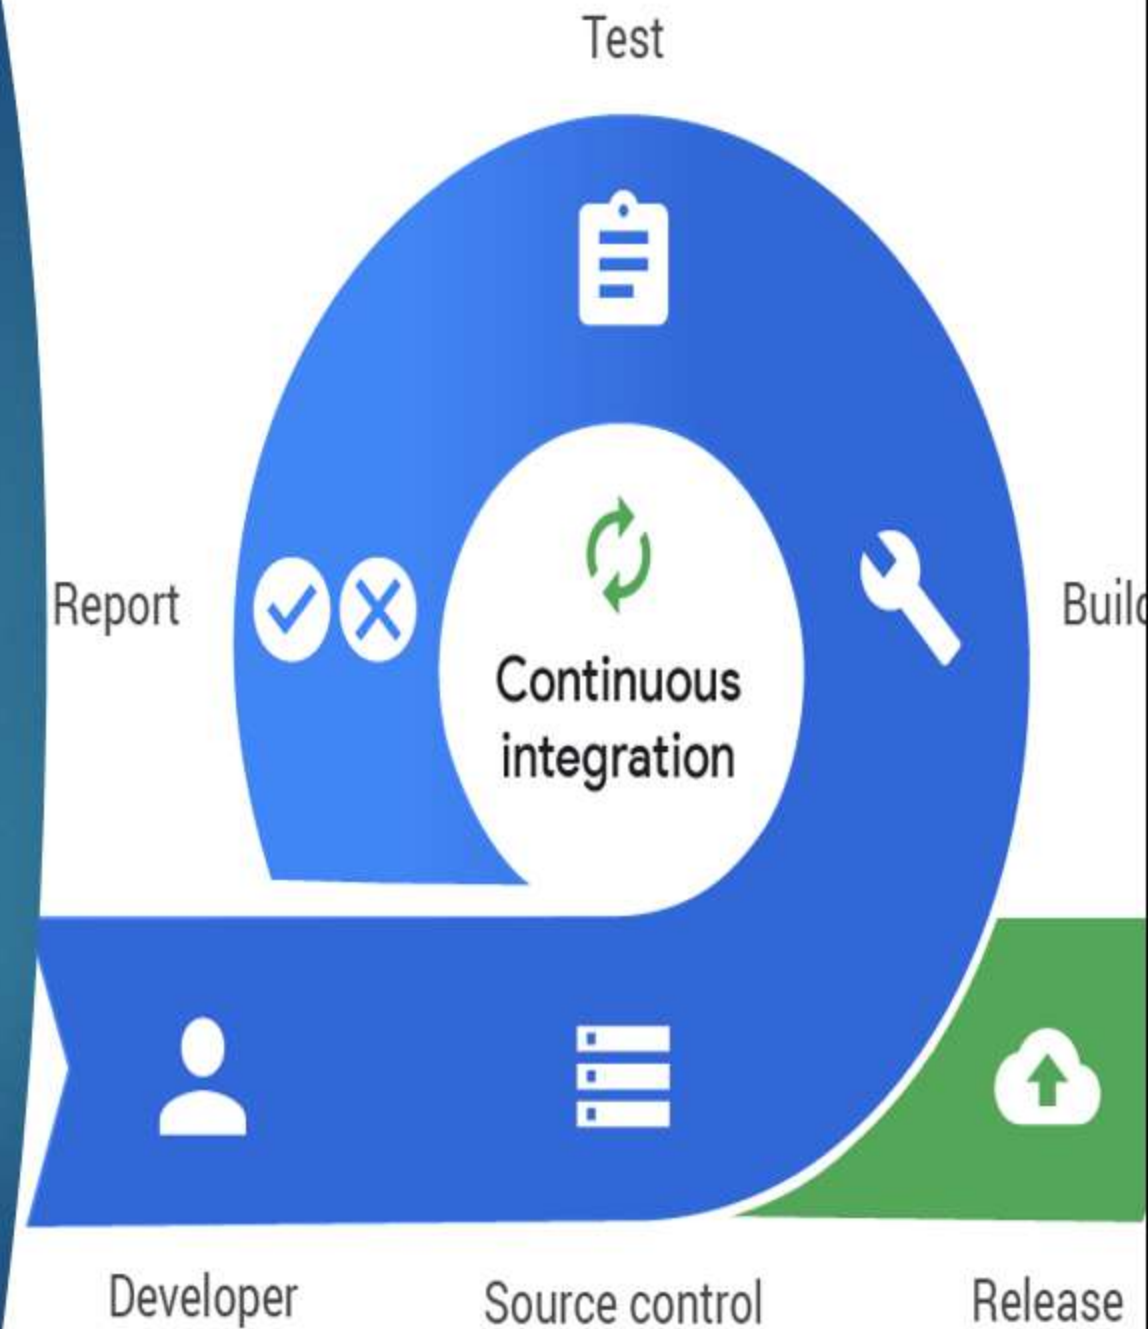 Test
Report
Continuous
integration
Developer
Source control
Release